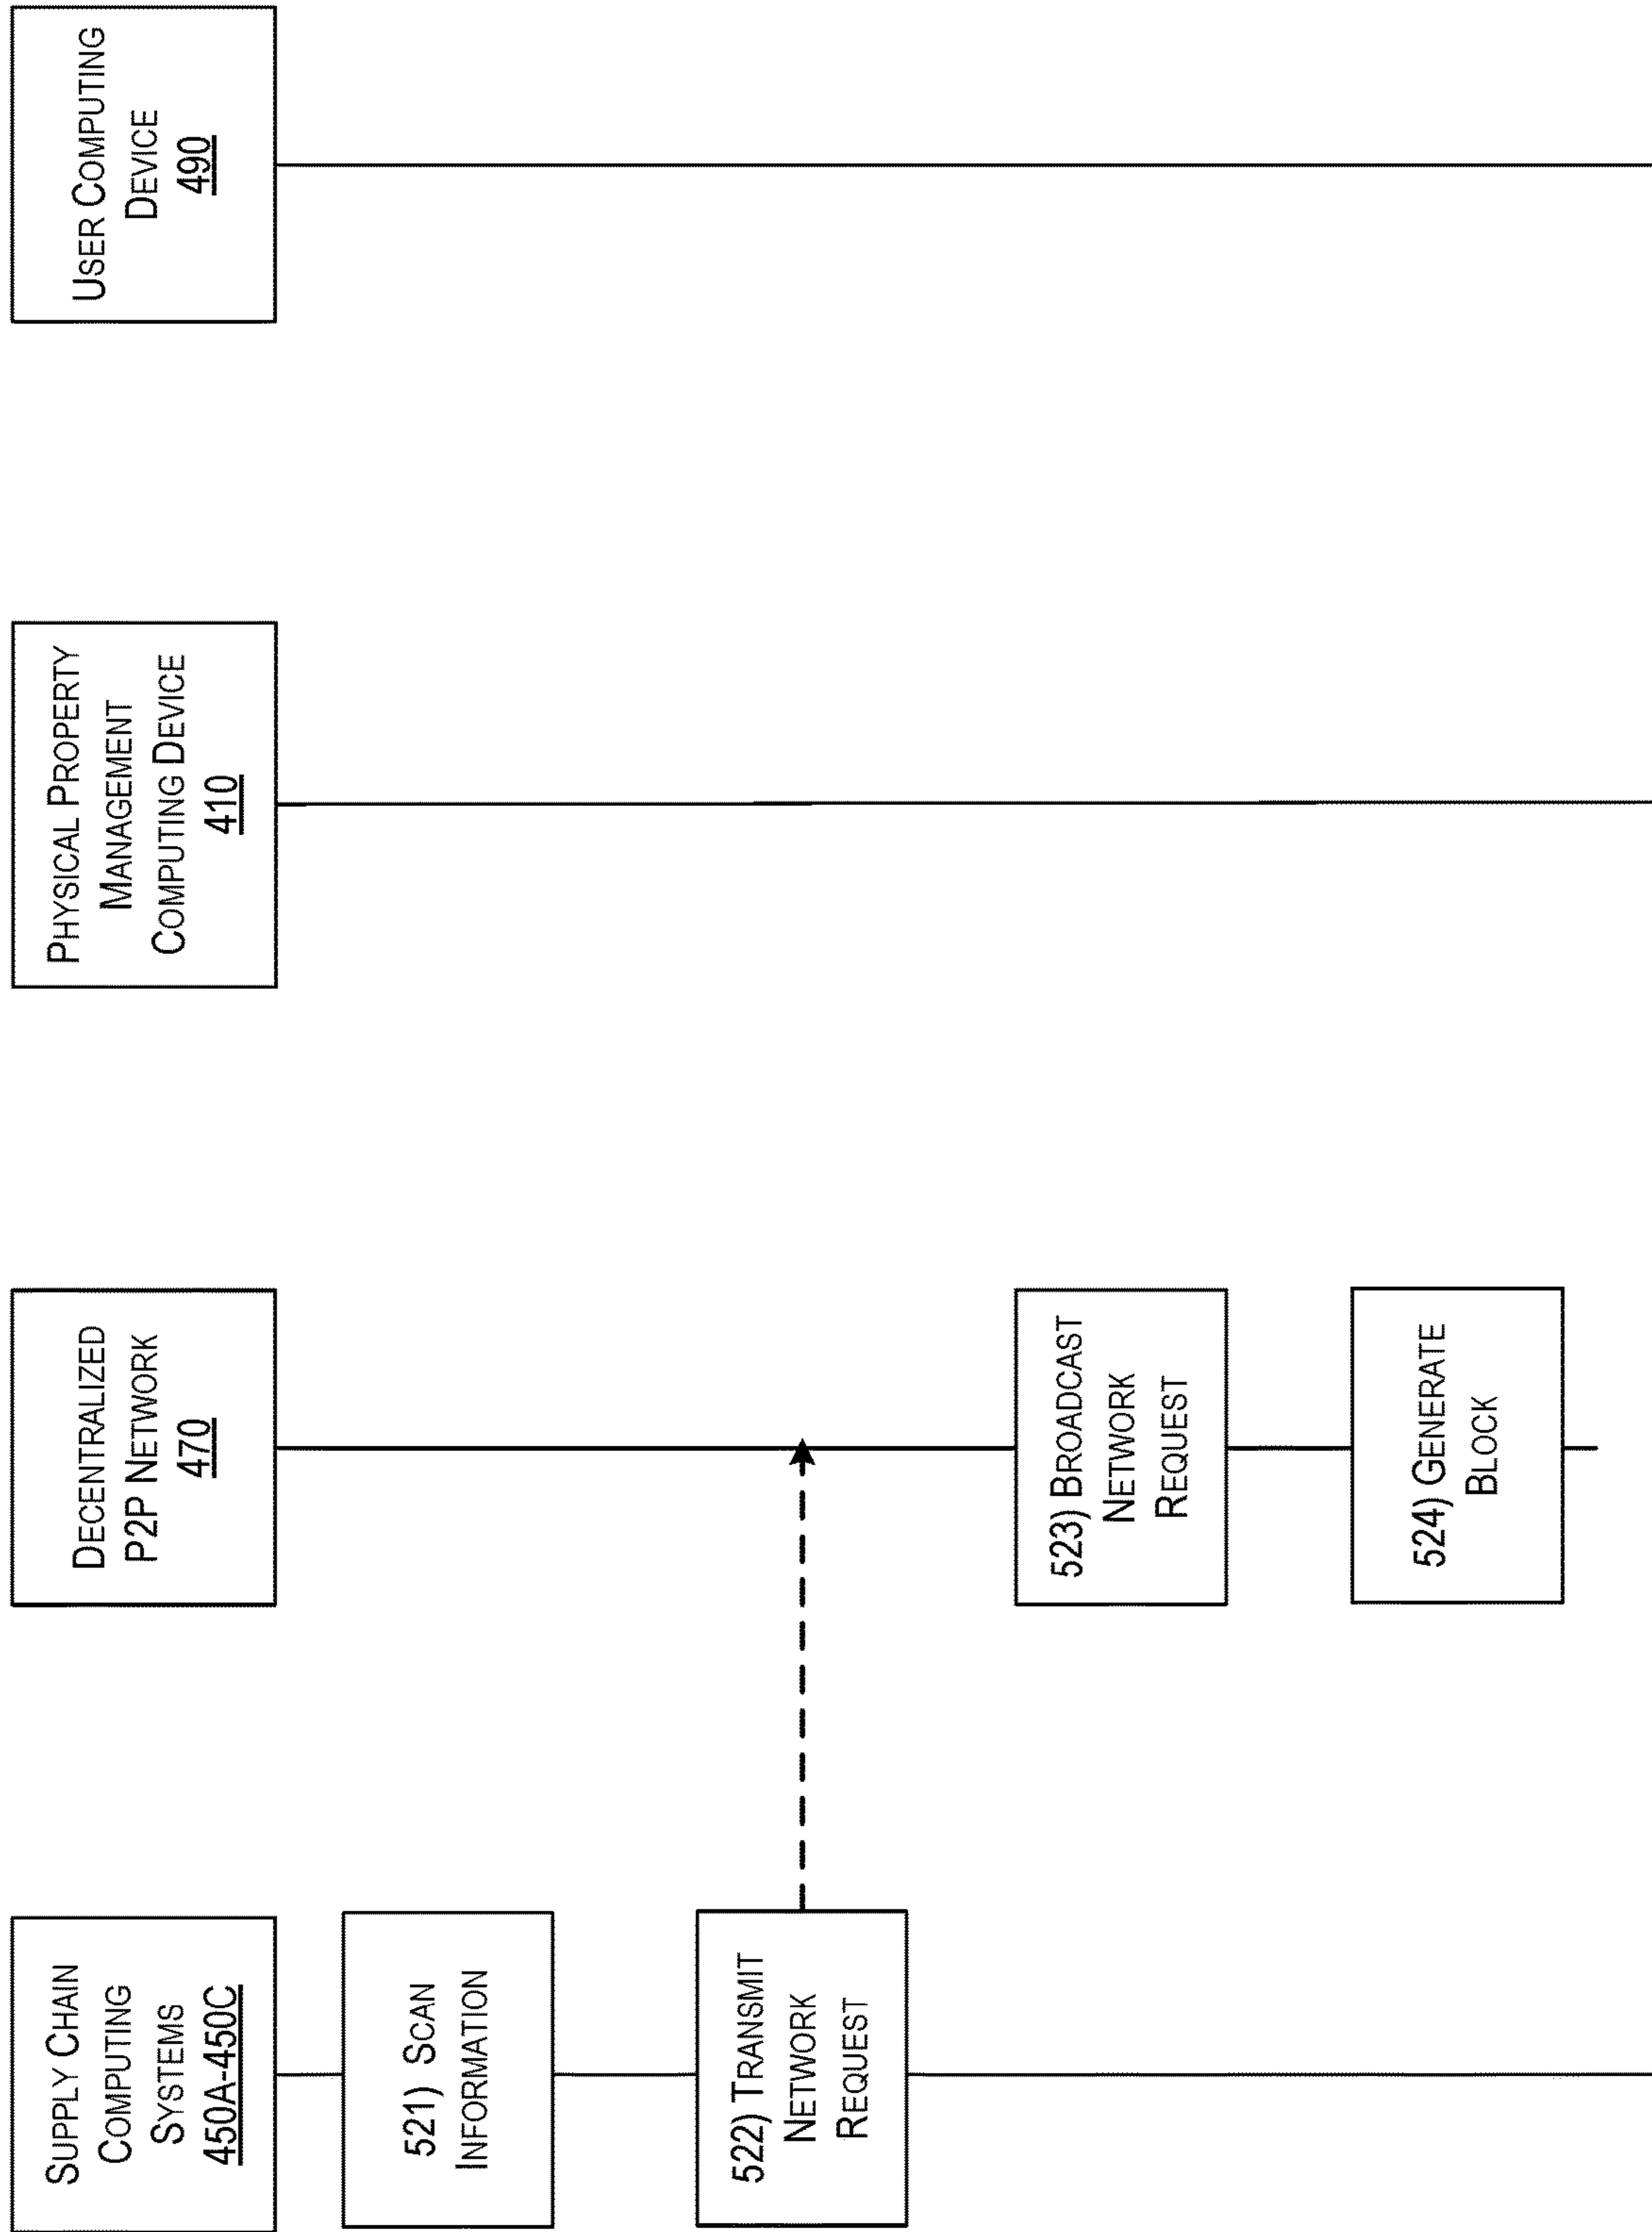 SUPPLY CHAIN
COMPUTING
SYSTEMS
450A-450C
DECENTRALIZED
P2P NETWORK
470
PHYSICAL PROPERTY
MANAGEMENT
COMPUTING DEVICE
410
USER COMPUTING
DEVICE
490
521) SCAN
INFORMATION
522) TRANSMIT
NETWORK
REQUEST
523) BROADCAST
NETWORK
REQUEST
524) GENERATE
BLOCK